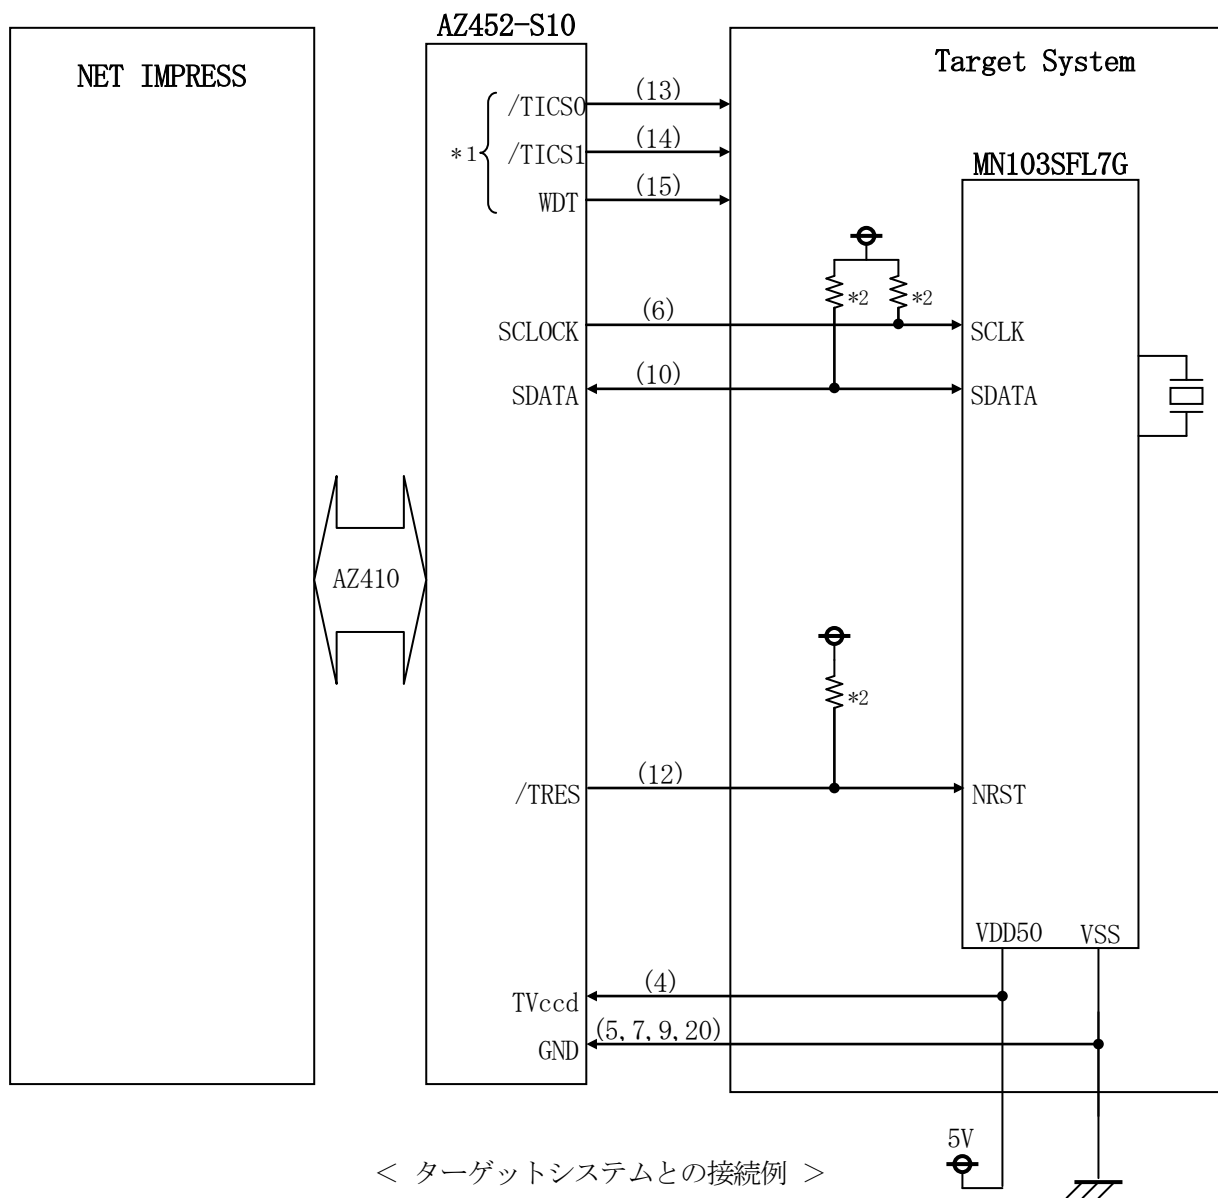 AZ452-S10
NET IMPRESS
Target System
/TICS0
(13)
*1
/TICS1
(14)
WDT
(15)
MN103SFL7G
*2
*2
SCLOCK
(6)
SCLK
SDATA
(10)
SDATA
AZ410
*2
/TRES
(12)
NRST
VDD50
VSS
TVccd
(4)
GND
(5,7,9,20)
5V
< ターゲットシステムとの接続例 >